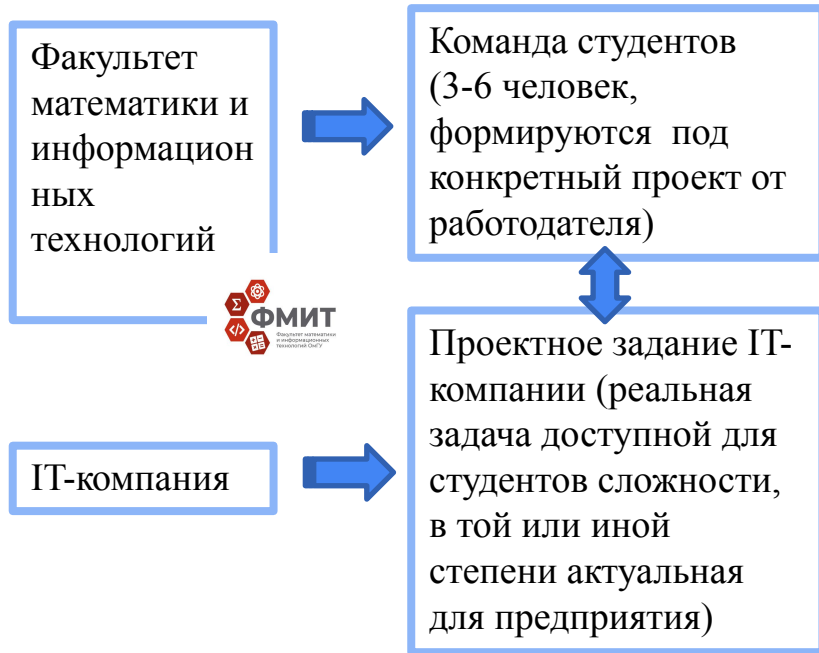 Факультет
математики и
информацион
ных
технологий
Команда студентов
(3-6 человек,
формируются под
конкретный проект от
работодателя)
Σ
</>
ФМИТ
Факультет математики
и информационных
технологий ОмГУ
IT-компания
Проектное задание IT-
компании (реальная
задача доступной для
студентов сложности,
в той или иной
степени актуальная
для предприятия)